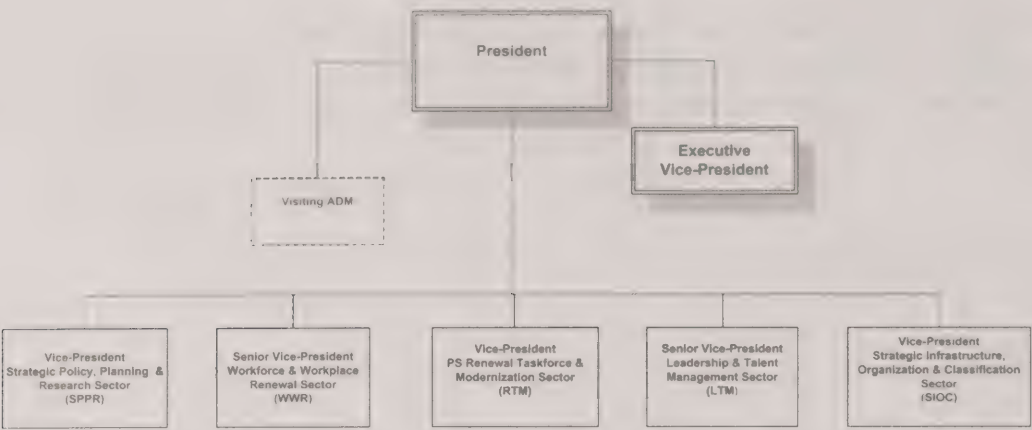 President
Executive
Vice-President
Visiting ADM
Vice-President
Strategic Policy, Planning &
Research Sector
(SPPR)
Senior Vice-President
Workforce & Workplace
Renewal Sector
(WWR)
Vice-President
PS Renewal Taskforce &
Modernization Sector
(RTM)
Senior Vice-President
Leadership & Talent
Management Sector
(LTM)
Vice-President
Strategic Infrastructure,
Organization & Classification
Sector
(SIOC)